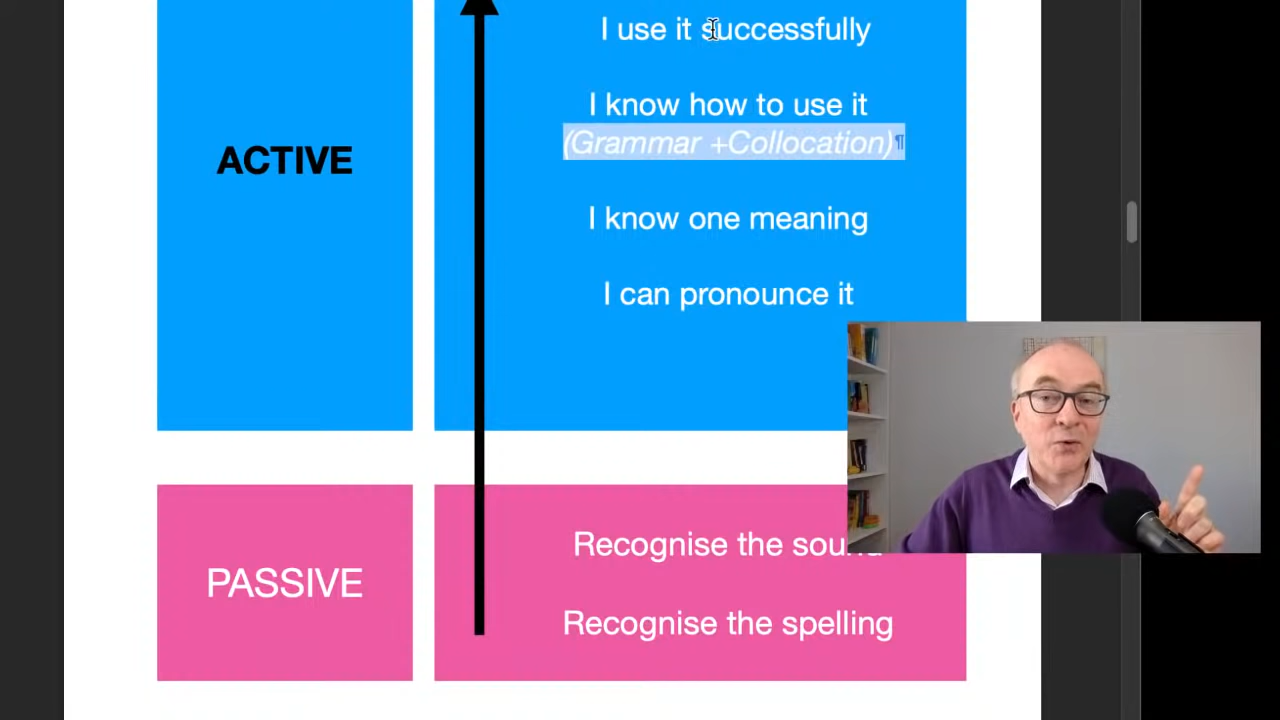 I use it successfully
I know how to use it
(Grammar +Collocation)¶
ACTIVE
I know one meaning
I can pronounce it
Recognise the sound
PASSIVE
Recognise the spelling